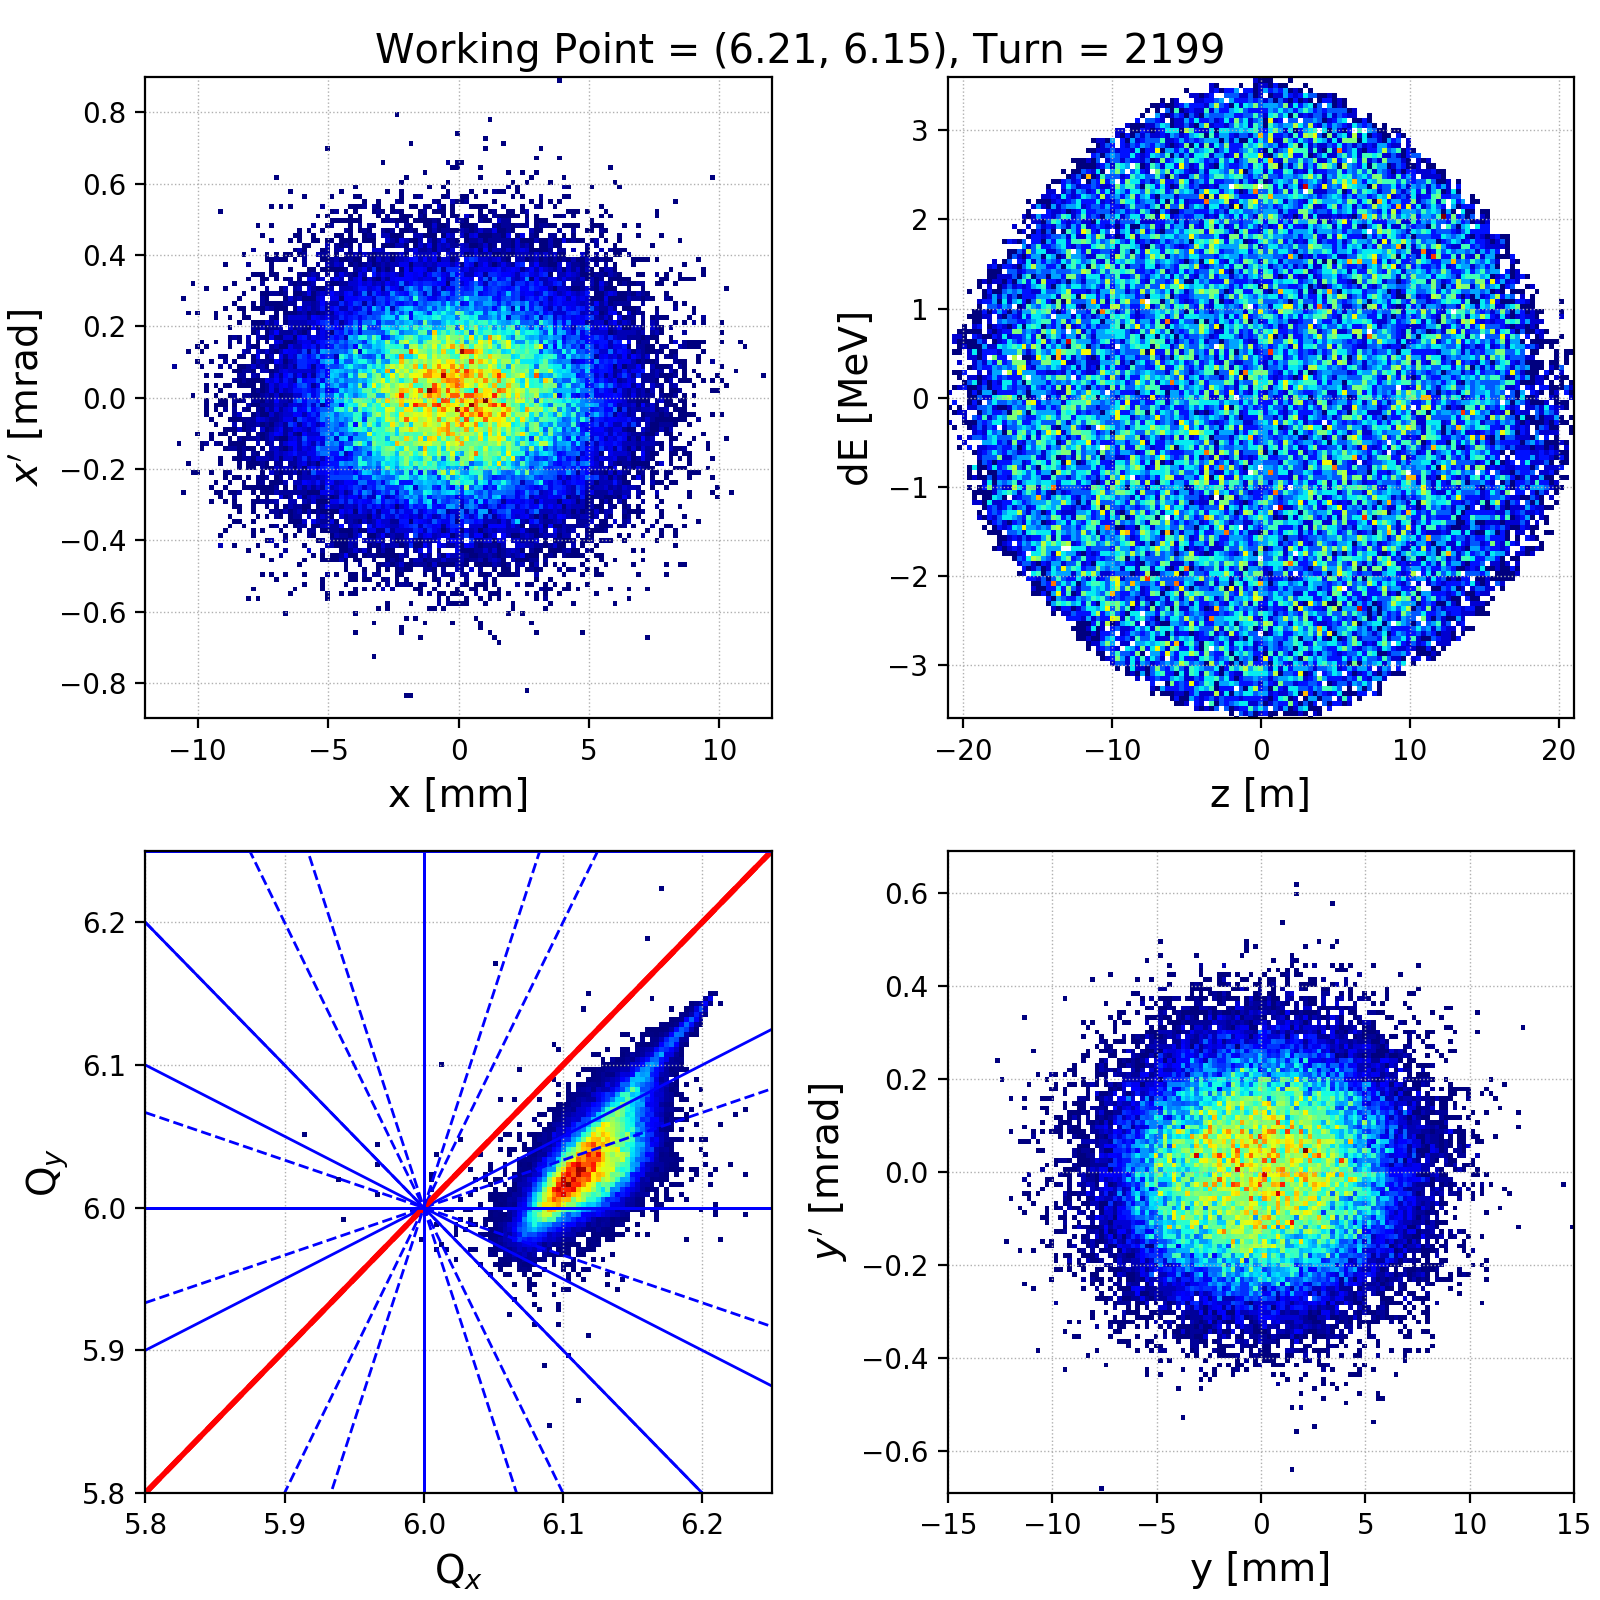 Working Point = (6.21, 6.15), Turn = 2199
0.8
0.6
0.4
0.2
0.0
−0.2
−0.4
−0.6
−0.8
x′ [mrad]
−10 −5 0 5 10
x [mm]
3
2
1
0
−1
−2
−3
dE [MeV]
−20 −10 0 10 20
z [m]
6.2
6.1
6.0
5.9
5.8
Qy
5.8 5.9 6.0 6.1 6.2
Qx
0.6
0.4
0.2
0.0
−0.2
−0.4
−0.6
y′ [mrad]
−15 −10 −5 0 5 10 15
y [mm]